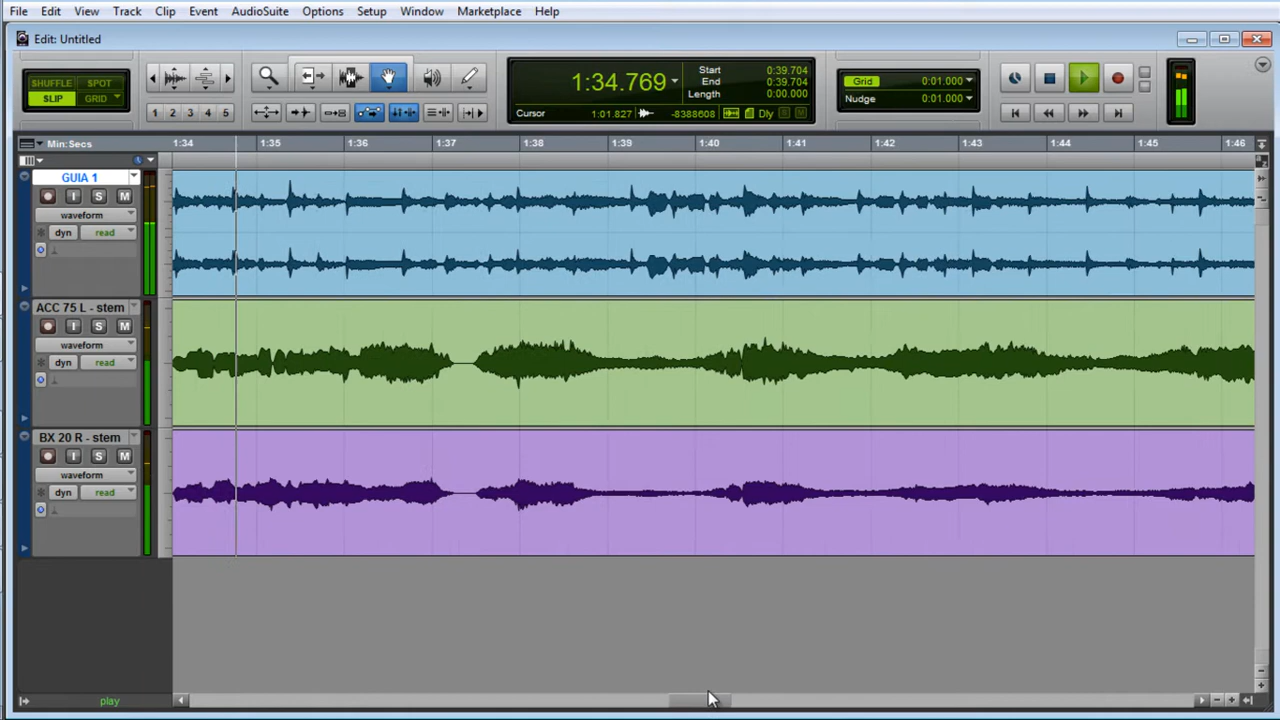 File Edit View Track Clip Event AudioSuite Options Setup Window Marketplace Help
Edit: Untitled
SHUFFLE SPOT
SLIP GRID
1 2 3 4 5
1:34.769
Start 0:39.704
End 0:39.704
Length 0:00.000
Cursor 1:01.827 -8388608 Dly
Grid 0:01.000
Nudge 0:01.000
Min:Secs 1:34 1:35 1:36 1:37 1:38 1:39 1:40 1:41 1:42 1:43 1:44 1:45 1:46
GUIA 1
I S M
waveform
dyn read
ACC 75 L - stem
I S M
waveform
dyn read
BX 20 R - stem
I S M
waveform
dyn read
play